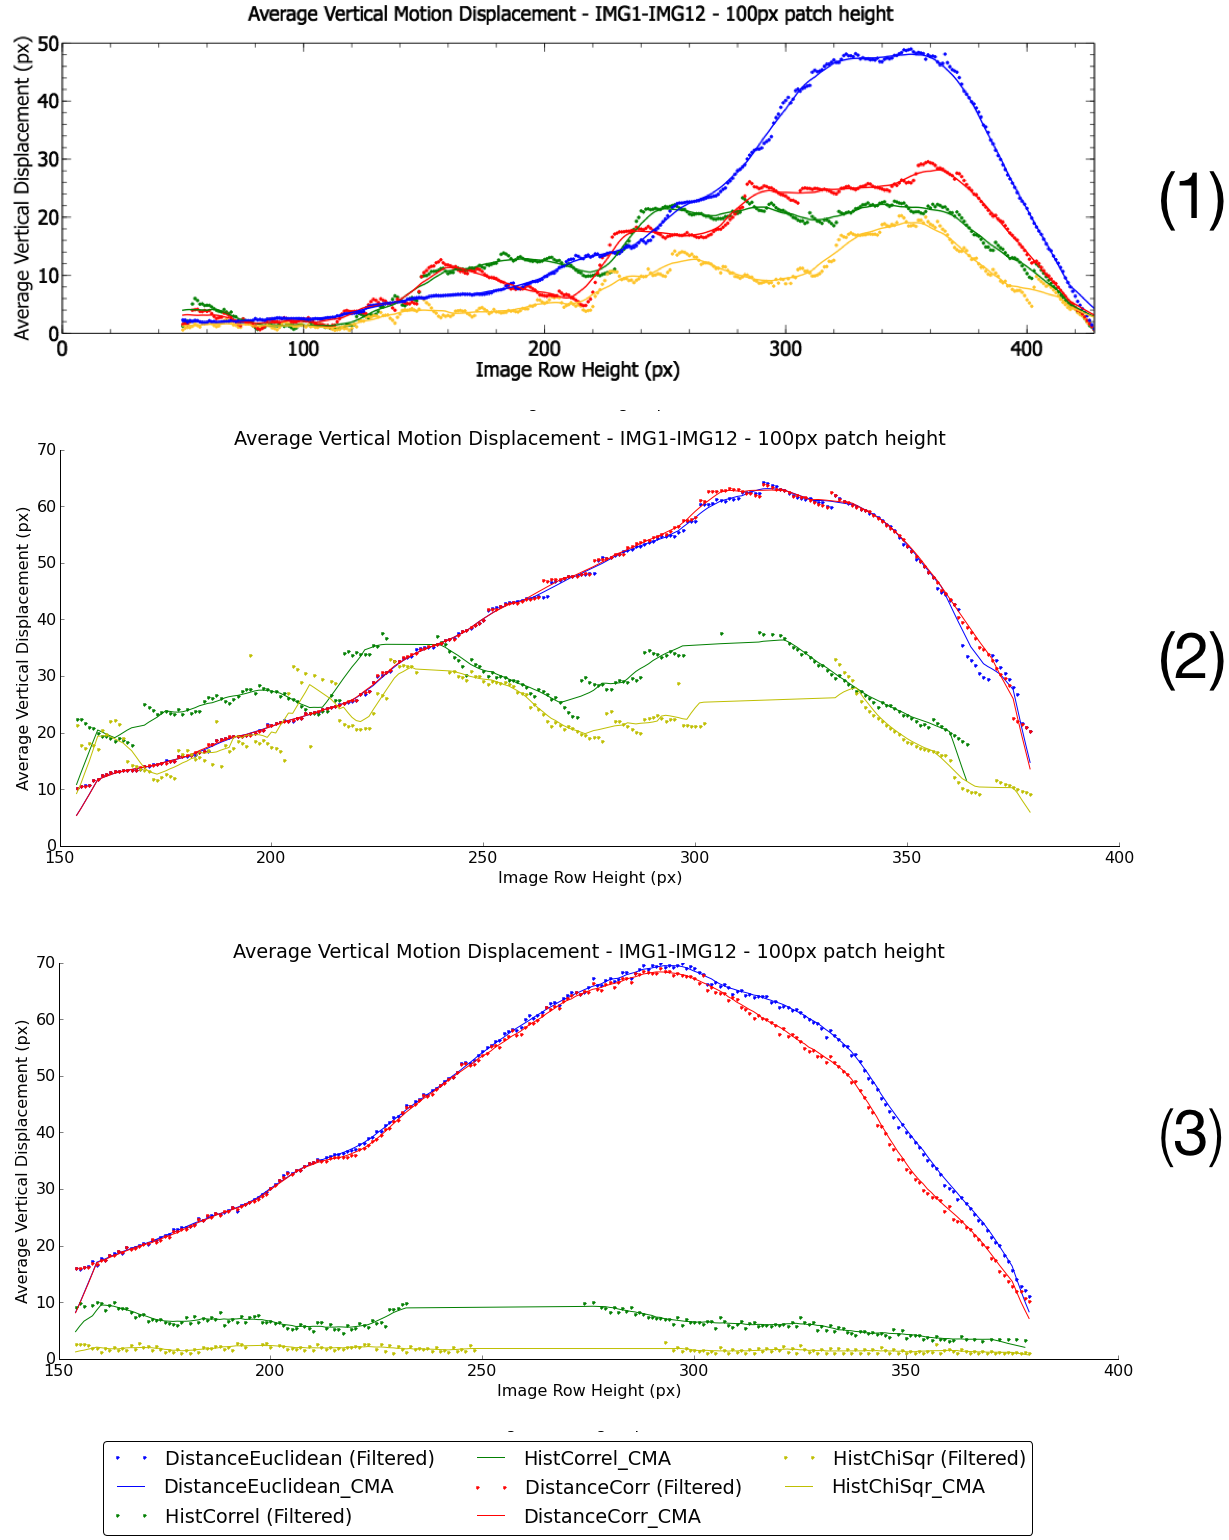 Average Vertical Motion Displacement - IMG1-IMG12 - 100px patch height
Average Vertical Displacement (px)
50
40
30
20
10
0
0 100 200 300 400
Image Row Height (px)
(1)
Average Vertical Motion Displacement - IMG1-IMG12 - 100px patch height
Average Vertical Displacement (px)
70
60
50
40
30
20
10
0
150 200 250 300 350 400
Image Row Height (px)
(2)
Average Vertical Motion Displacement - IMG1-IMG12 - 100px patch height
Average Vertical Displacement (px)
70
60
50
40
30
20
10
0
150 200 250 300 350 400
Image Row Height (px)
(3)
DistanceEuclidean (Filtered) HistCorrel_CMA HistChiSqr (Filtered)
DistanceEuclidean_CMA DistanceCorr (Filtered) HistChiSqr_CMA
HistCorrel (Filtered) DistanceCorr_CMA